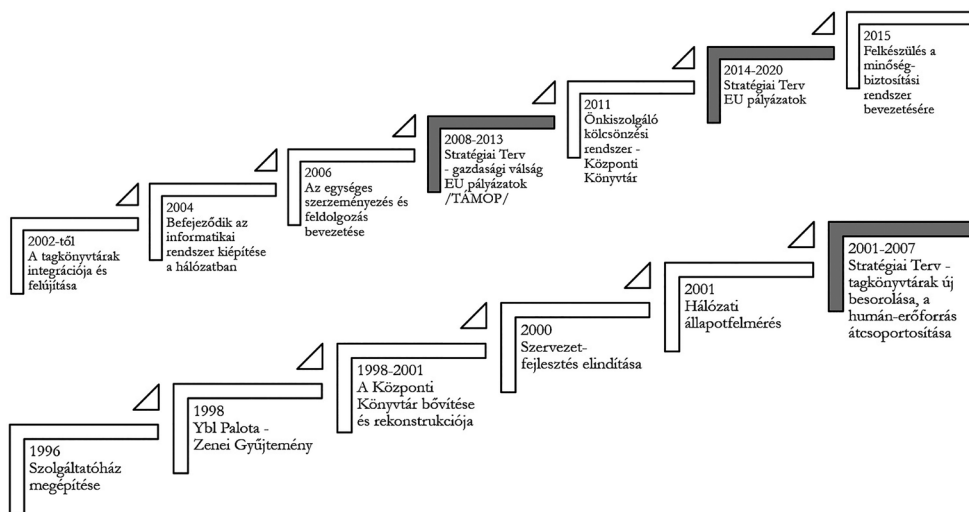 2002-től
A tagkönyvtárak
integrációja és
felújítása
2004
Befejeződik az
informatikai
rendszer kiépítése
a hálózatban
2006
Az egységes
szerzeményezés és
feldolgozás
bevezetése
2008-2013
Stratégiai Terv
- gazdasági válság
EU pályázatok
/TÁMOP/
2011
Önkiszolgáló
kölcsönzési
rendszer -
Központi
Könyvtár
2014-2020
Stratégiai Terv
EU pályázatok
2015
Felkészülés a
minőség-
biztosítási
rendszer
bevezetésére
1996
Szolgáltatóház
megépítése
1998
Ybl Palota -
Zenei Gyűjtemény
1998-2001
A Központi
Könyvtár bővítése
és rekonstrukciója
2000
Szervezet-
fejlesztés elindítása
2001
Hálózati
állapotfelmérés
2001-2007
Stratégiai Terv -
tagkönyvtárak új
besorolása, a
humán-erőforrás
átcsoportosítása